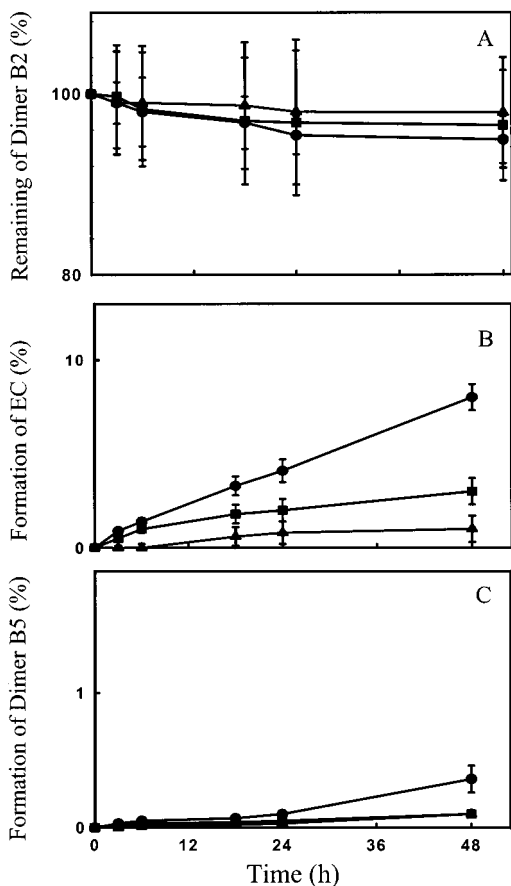 Remaining of Dimer B2 (%)
100
80
A
Formation of EC (%)
10
0
B
Formation of Dimer B5 (%)
1
0
C
0 12 24 36 48
Time (h)